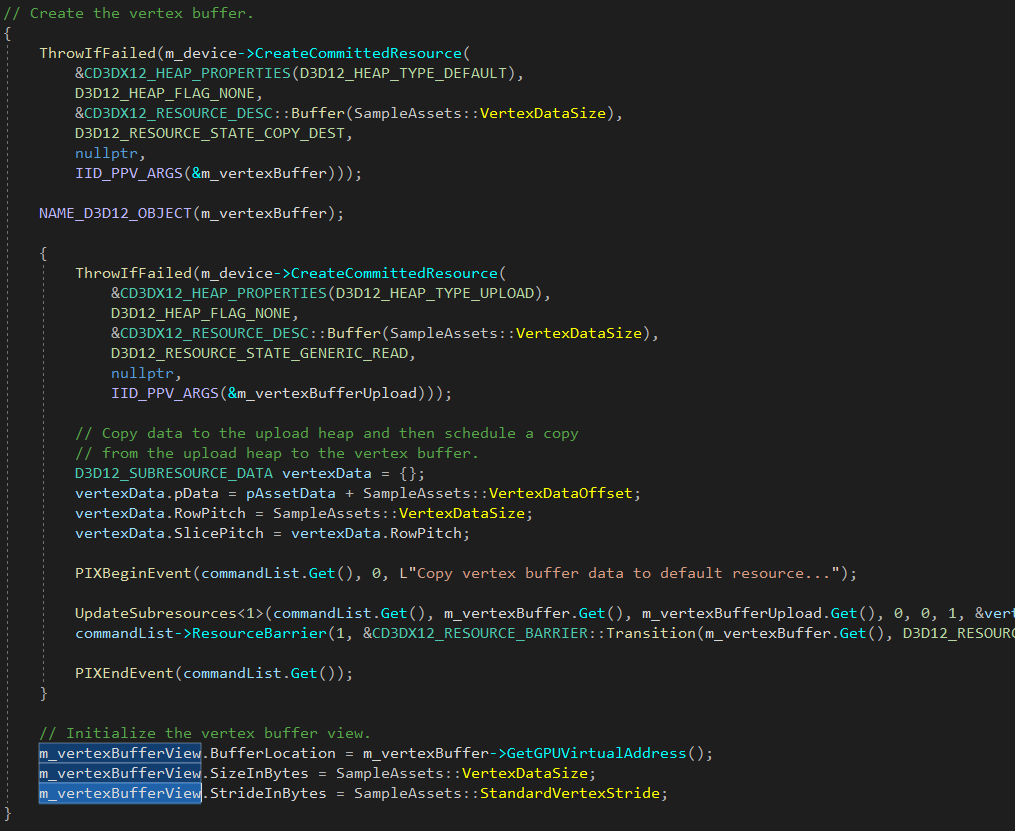 // Create the vertex buffer.
{
ThrowIfFailed(m_device->CreateCommittedResource(
&CD3DX12_HEAP_PROPERTIES(D3D12_HEAP_TYPE_DEFAULT),
D3D12_HEAP_FLAG_NONE,
&CD3DX12_RESOURCE_DESC::Buffer(SampleAssets::VertexDataSize),
D3D12_RESOURCE_STATE_COPY_DEST,
nullptr,
IID_PPV_ARGS(&m_vertexBuffer)));
NAME_D3D12_OBJECT(m_vertexBuffer);
{
ThrowIfFailed(m_device->CreateCommittedResource(
&CD3DX12_HEAP_PROPERTIES(D3D12_HEAP_TYPE_UPLOAD),
D3D12_HEAP_FLAG_NONE,
&CD3DX12_RESOURCE_DESC::Buffer(SampleAssets::VertexDataSize),
D3D12_RESOURCE_STATE_GENERIC_READ,
nullptr,
IID_PPV_ARGS(&m_vertexBufferUpload)));
// Copy data to the upload heap and then schedule a copy
// from the upload heap to the vertex buffer.
D3D12_SUBRESOURCE_DATA vertexData = {};
vertexData.pData = pAssetData + SampleAssets::VertexDataOffset;
vertexData.RowPitch = SampleAssets::VertexDataSize;
vertexData.SlicePitch = vertexData.RowPitch;
PIXBeginEvent(commandList.Get(), 0, L"Copy vertex buffer data to default resource...");
UpdateSubresources<1>(commandList.Get(), m_vertexBuffer.Get(), m_vertexBufferUpload.Get(), 0, 0, 1, &vert
commandList->ResourceBarrier(1, &CD3DX12_RESOURCE_BARRIER::Transition(m_vertexBuffer.Get(), D3D12_RESOURC
PIXEndEvent(commandList.Get());
}
// Initialize the vertex buffer view.
m_vertexBufferView.BufferLocation = m_vertexBuffer->GetGPUVirtualAddress();
m_vertexBufferView.SizeInBytes = SampleAssets::VertexDataSize;
m_vertexBufferView.StrideInBytes = SampleAssets::StandardVertexStride;
}